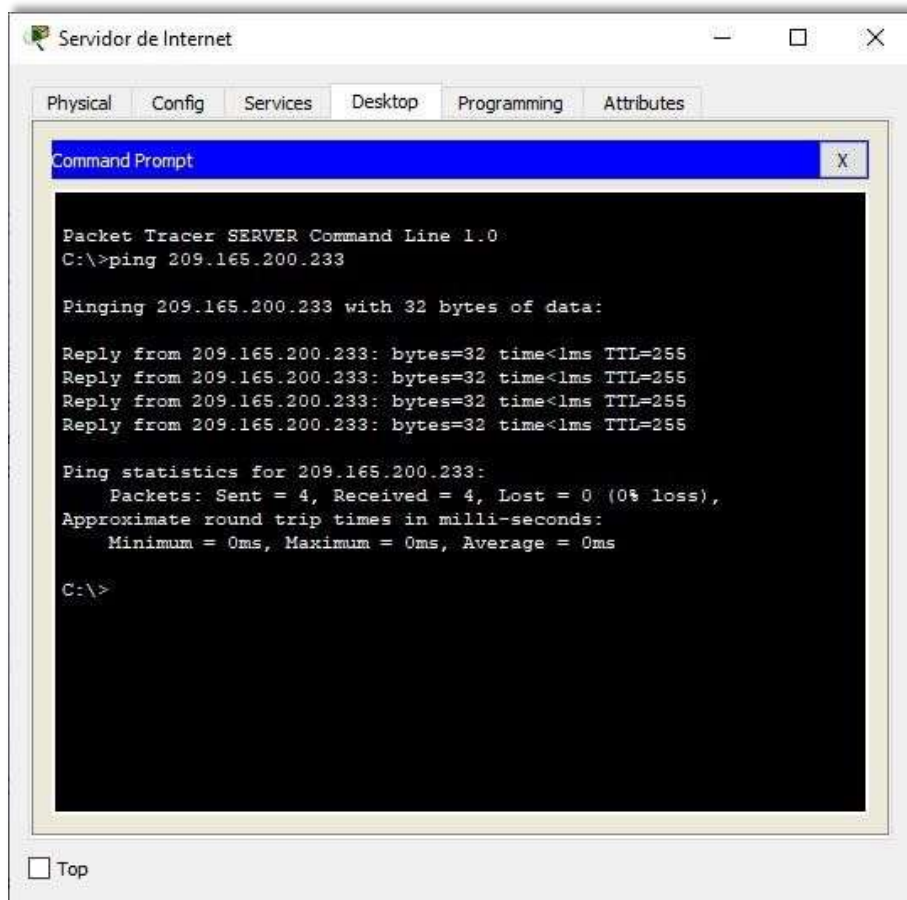 Servidor de Internet
Physical Config Services Desktop Programming Attributes
Command Prompt X
Packet Tracer SERVER Command Line 1.0
C:\>ping 209.165.200.233
Pinging 209.165.200.233 with 32 bytes of data:
Reply from 209.165.200.233: bytes=32 time<1ms TTL=255
Reply from 209.165.200.233: bytes=32 time<1ms TTL=255
Reply from 209.165.200.233: bytes=32 time<1ms TTL=255
Reply from 209.165.200.233: bytes=32 time<1ms TTL=255
Ping statistics for 209.165.200.233:
Packets: Sent = 4, Received = 4, Lost = 0 (0% loss),
Approximate round trip times in milli-seconds:
Minimum = 0ms, Maximum = 0ms, Average = 0ms
C:\>
Top